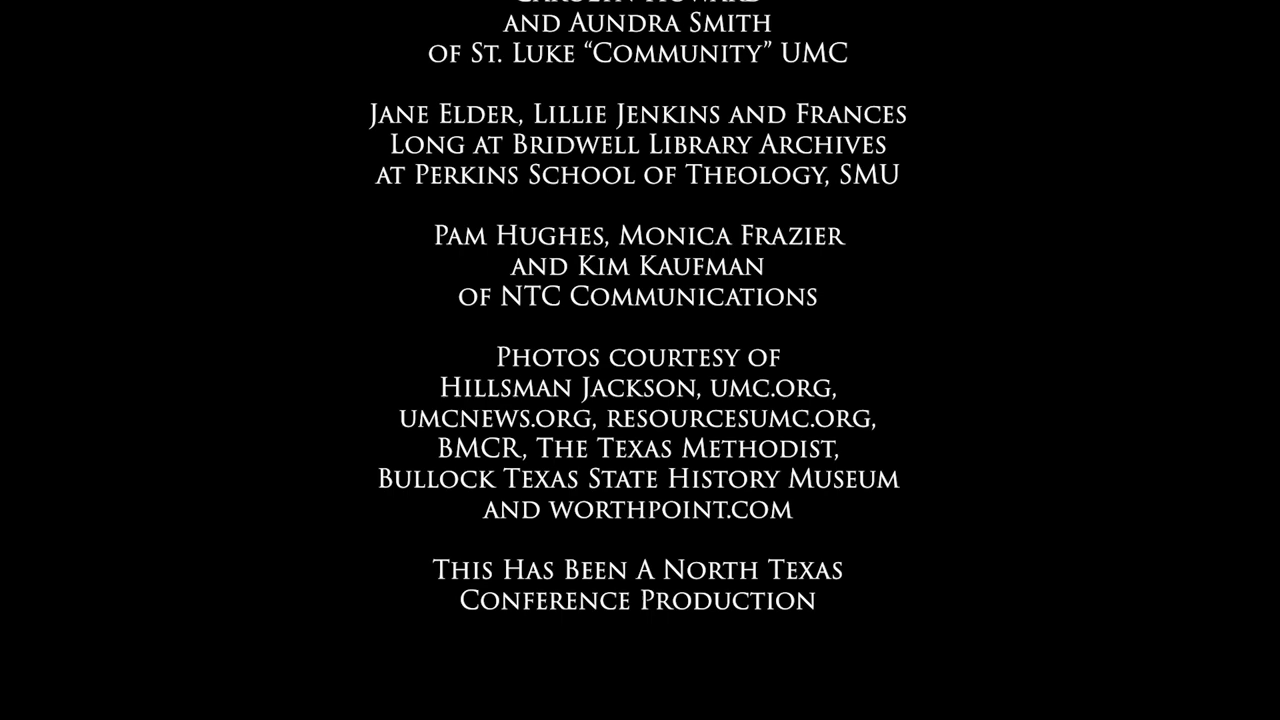 Carolyn Howard
and Aundra Smith
of St. Luke “Community” UMC
Jane Elder, Lillie Jenkins and Frances
Long at Bridwell Library Archives
at Perkins School of Theology, SMU
Pam Hughes, Monica Frazier
and Kim Kaufman
of NTC Communications
Photos courtesy of
Hillsman Jackson, umc.org,
umcnews.org, resourcesumc.org,
BMCR, The Texas Methodist,
Bullock Texas State History Museum
and worthpoint.com
This Has Been A North Texas
Conference Production